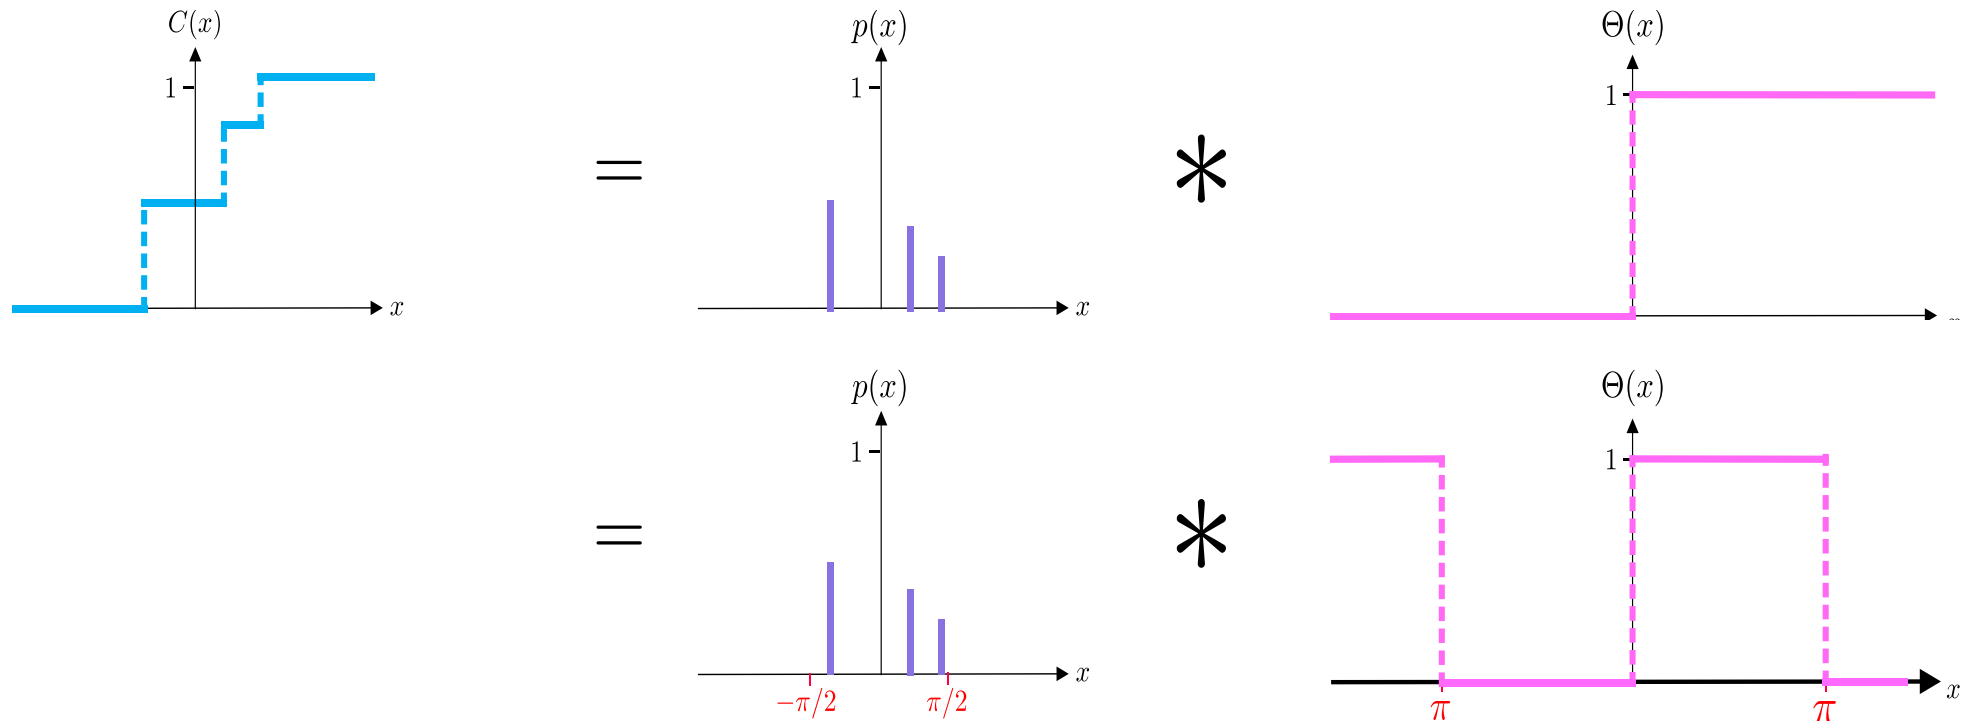 C(x)
1
x
=
p(x)
1
x
*
Θ(x)
1
=
p(x)
1
x
−π/2
π/2
*
Θ(x)
1
x
π
π